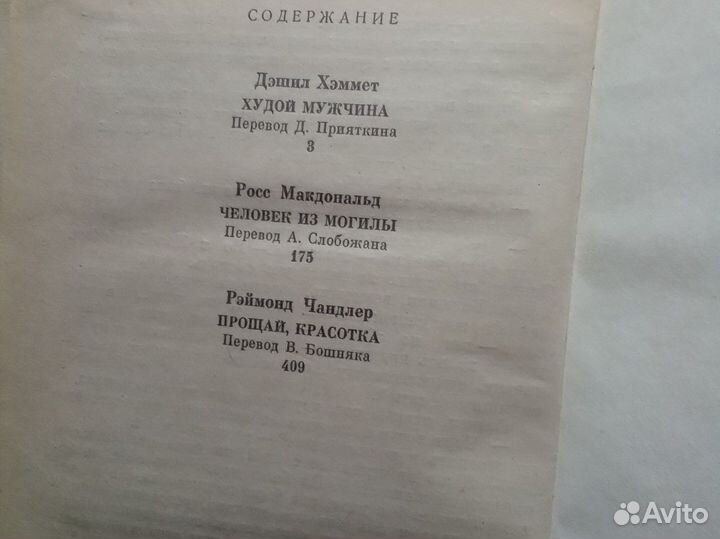 СОДЕРЖАНИЕ
Дэшил Хэммет
ХУДОЙ МУЖЧИНА
Перевод Д. Прияткина
3
Росс Макдональд
ЧЕЛОВЕК ИЗ МОГИЛЫ
Перевод А. Слобожана
175
Рэймонд Чандлер
ПРОЩАЙ, КРАСОТКА
Перевод В. Бошняка
409
Avito